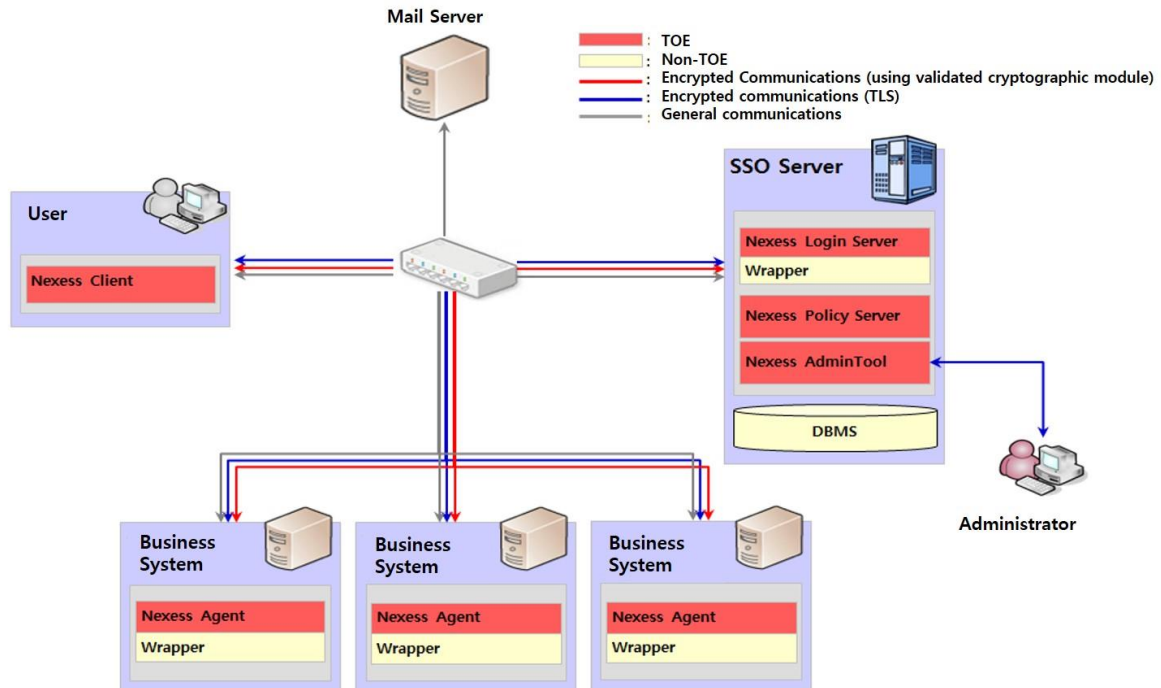 Mail Server
: TOE
: Non-TOE
: Encrypted Communications (using validated cryptographic module)
: Encrypted communications (TLS)
: General communications
SSO Server
User
Nexess Login Server
Wrapper
Nexess Client
Nexess Policy Server
Nexess AdminTool
DBMS
Administrator
Business
System
Business
System
Business
System
Nexess Agent
Wrapper
Nexess Agent
Wrapper
Nexess Agent
Wrapper